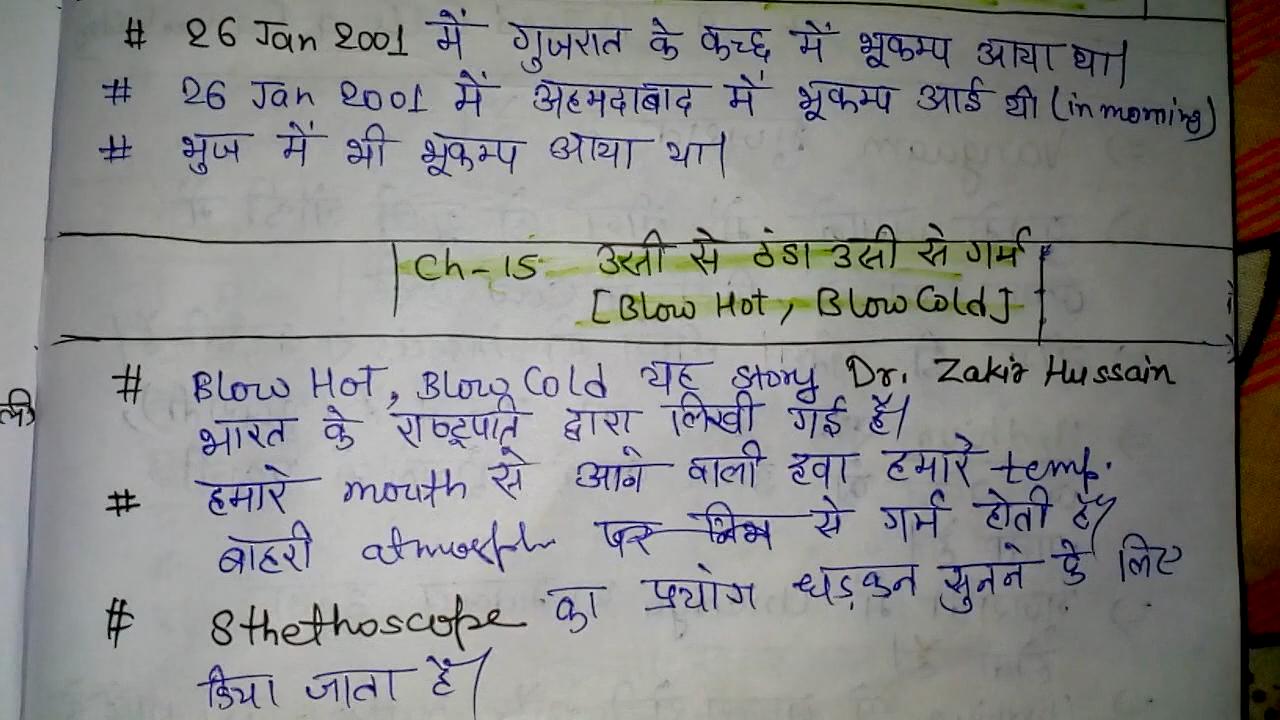 # 26 Jan 2001 में गुजरात के कच्छ में भूकम्प आया था।
# 26 Jan 2001 में अहमदाबाद में भूकम्प आई थी (in morning)
# भुज में भी भूकम्प आया था।
Ch-15 उसी से ठंडा उसी से गर्म
[Blow Hot, Blow Cold]
# Blow Hot, Blow Cold यह story Dr. Zakir Hussain
भारत के राष्ट्रपति द्वारा लिखी गई है।
# हमारे mouth से आने वाली हवा हमारे temp.
बाहरी से गर्म होती है।
# Sthethoscope का प्रयोग धड़कन सुनने के लिए
किया जाता है।